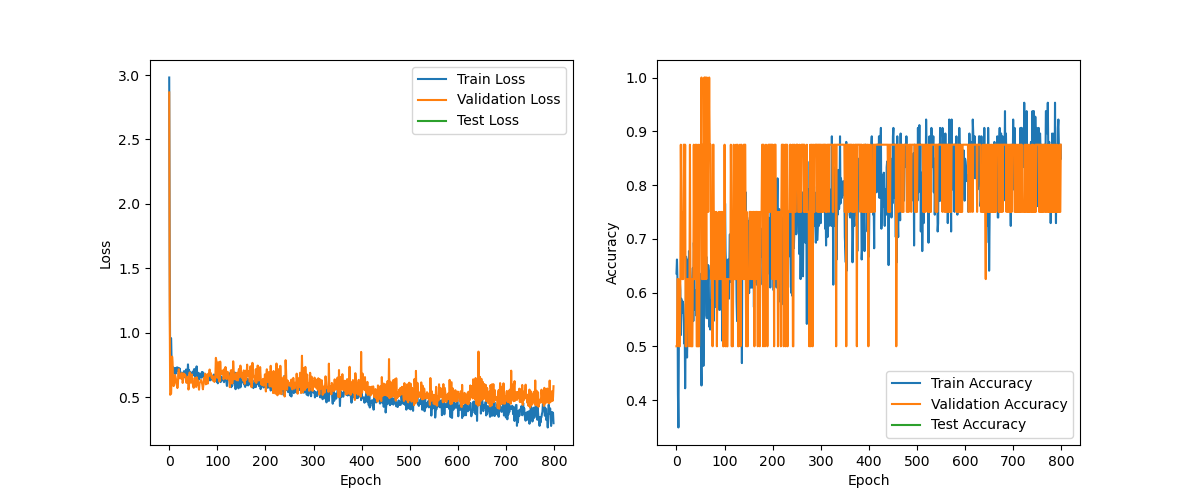 3.0
2.5
2.0
1.5
1.0
0.5
Loss
0 100 200 300 400 500 600 700 800
Epoch
Train Loss
Validation Loss
Test Loss
1.0
0.9
0.8
0.7
0.6
0.5
0.4
Accuracy
0 100 200 300 400 500 600 700 800
Epoch
Train Accuracy
Validation Accuracy
Test Accuracy